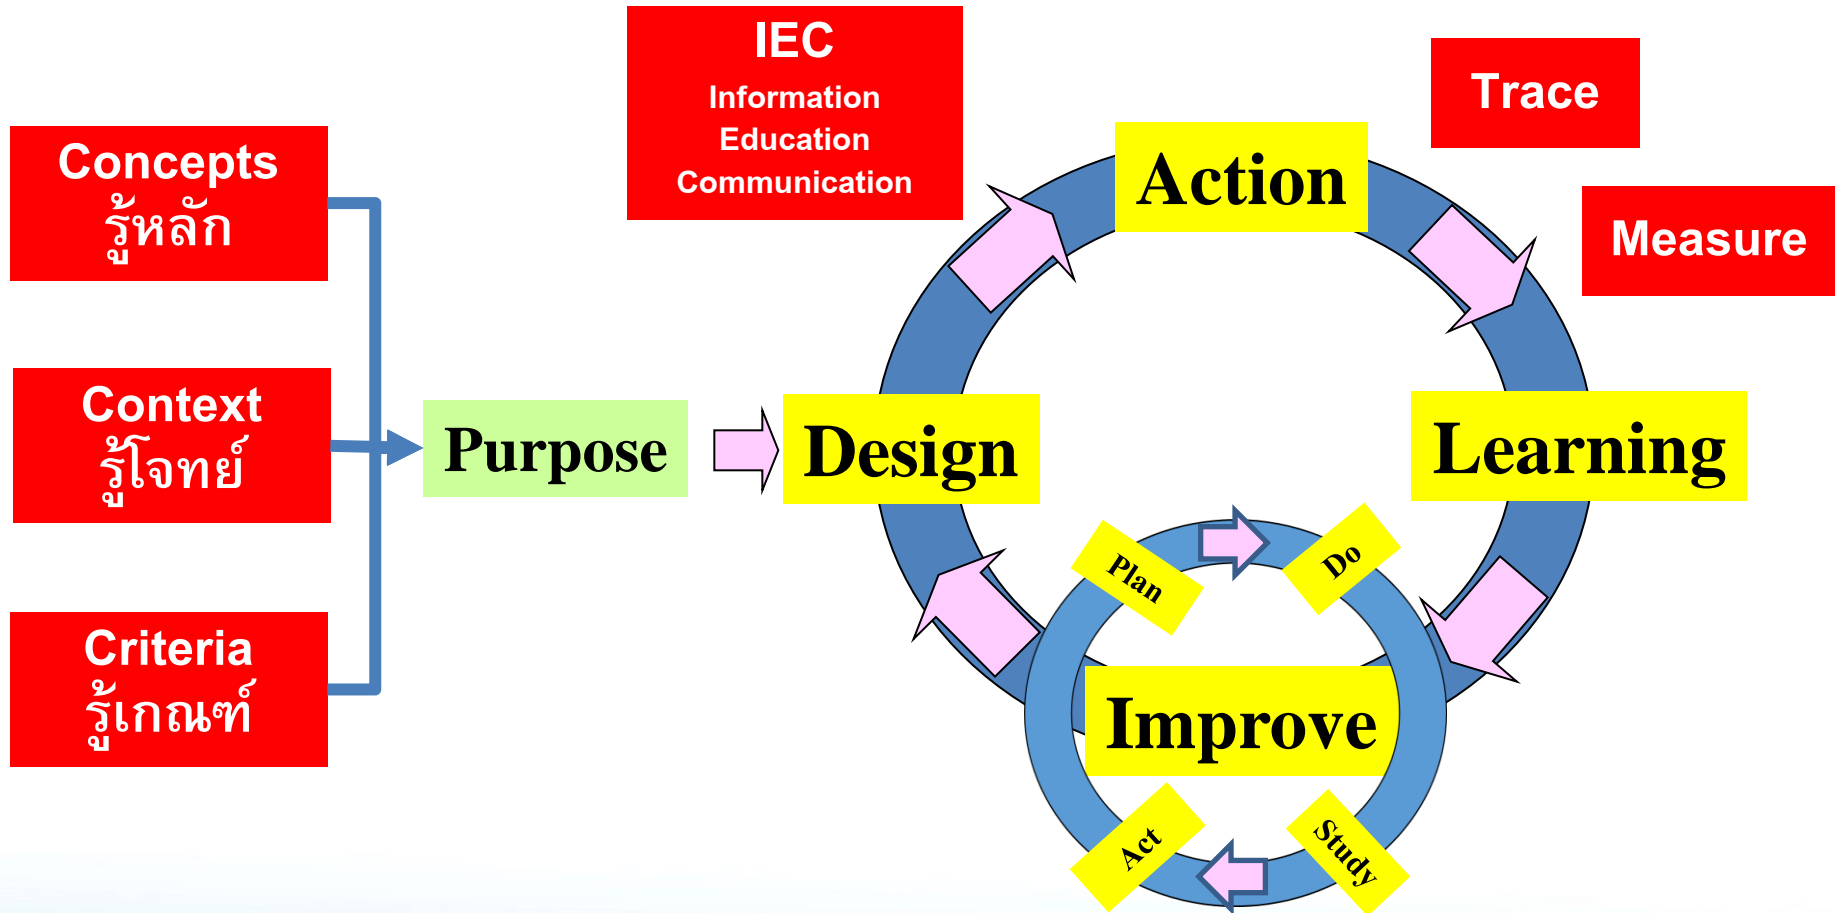 Concepts
รู้หลัก
Context
รู้โจทย์
Criteria
รู้เกณฑ์
Purpose
IEC
Information
Education
Communication
Design
Action
Trace
Measure
Learning
Improve
Plan
Do
Study
Act